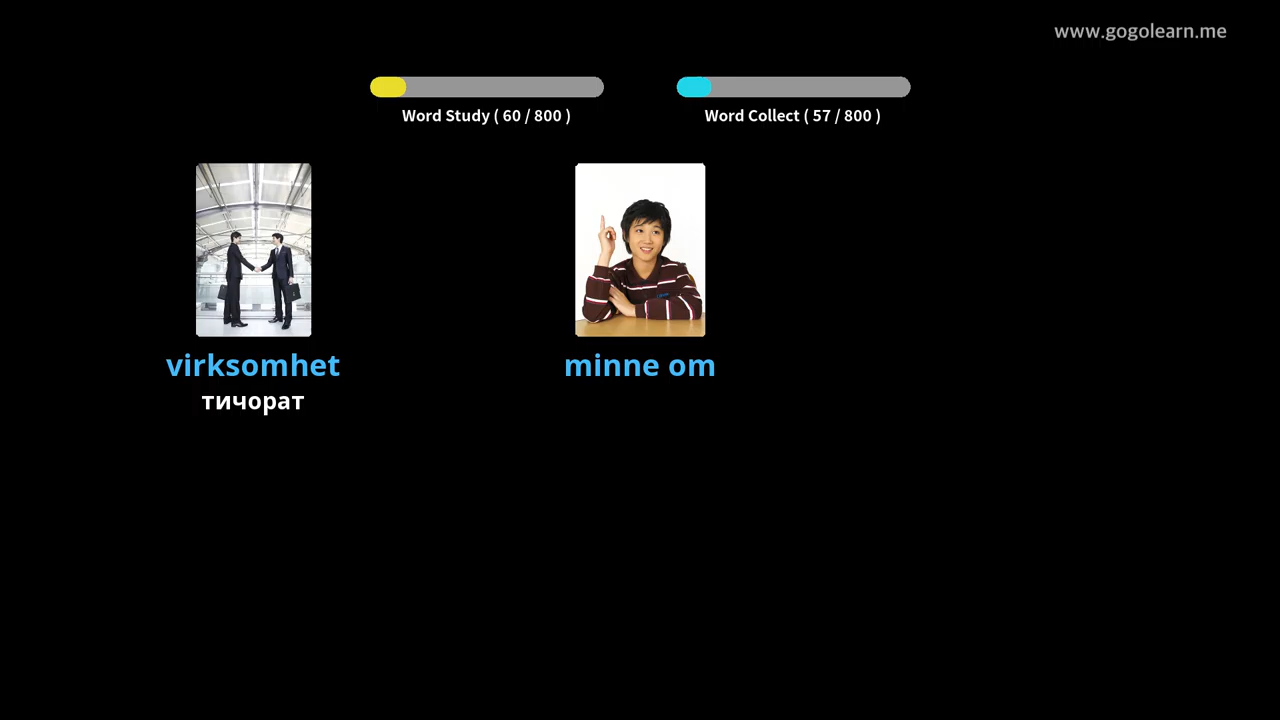 www.gogolearn.me
Word Study ( 60 / 800 )
Word Collect ( 57 / 800 )
virksomhet
тичорат
minne om